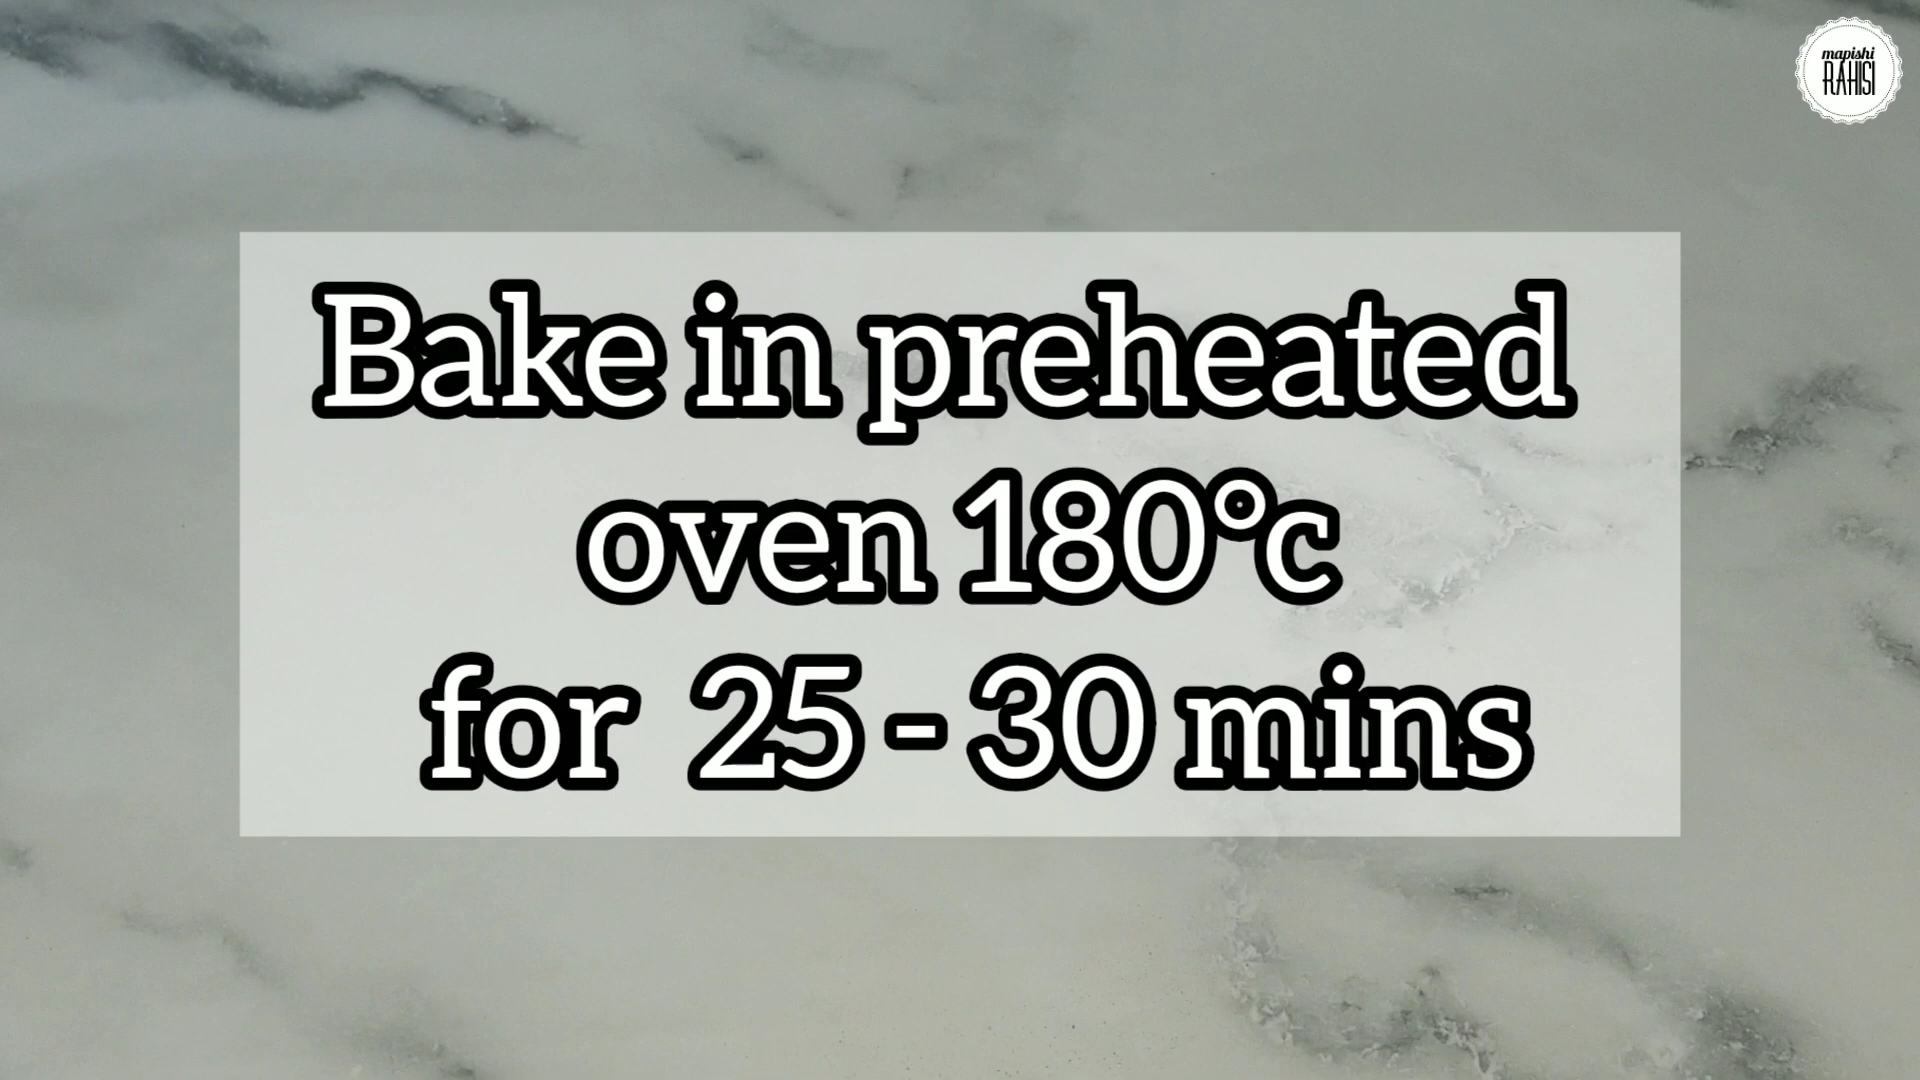 mapishi
RAHISI
Bake in preheated
oven 180°c
for 25 - 30 mins